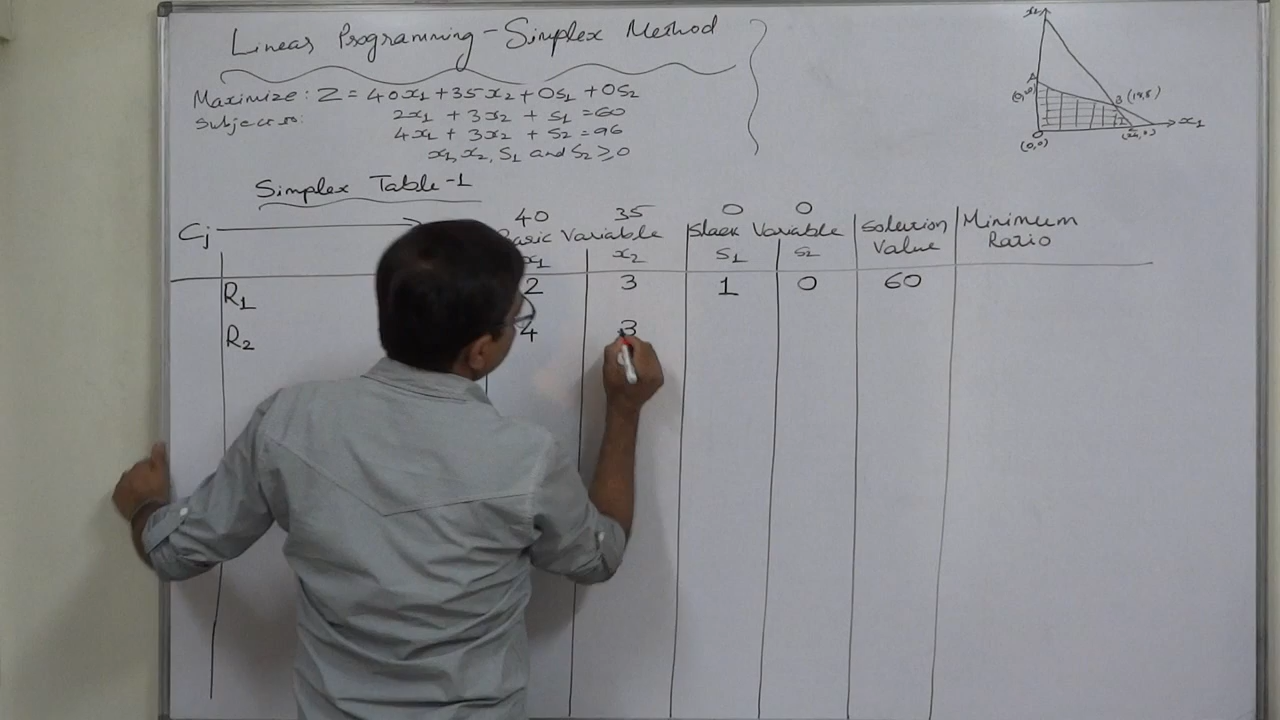 Linear Programming - Simplex Method
Maximize: Z = 40x1 + 35x2 + 0S1 + 0S2
Subject to: 2x1 + 3x2 + S1 = 60
4x1 + 3x2 + S2 = 96
x1, x2, S1 and S2 ≥ 0
Simplex Table-1
Cj 40 35 0 0
Basic Variable Slack Variable Solution Value Minimum Ratio
x1 x2 S1 S2
R1 2 3 1 0 60
R2 4 3
A
B (18,8)
x1
(0,0)